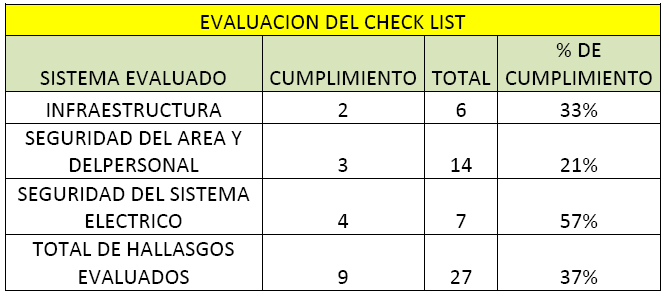 EVALUACION DEL CHECK LIST
SISTEMA EVALUADO CUMPLIMIENTO TOTAL % DE
CUMPLIMIENTO
INFRAESTRUCTURA 2 6 33%
SEGURIDAD DEL AREA Y
DELPERSONAL 3 14 21%
SEGURIDAD DEL SISTEMA
ELECTRICO 4 7 57%
TOTAL DE HALLASGOS
EVALUADOS 9 27 37%